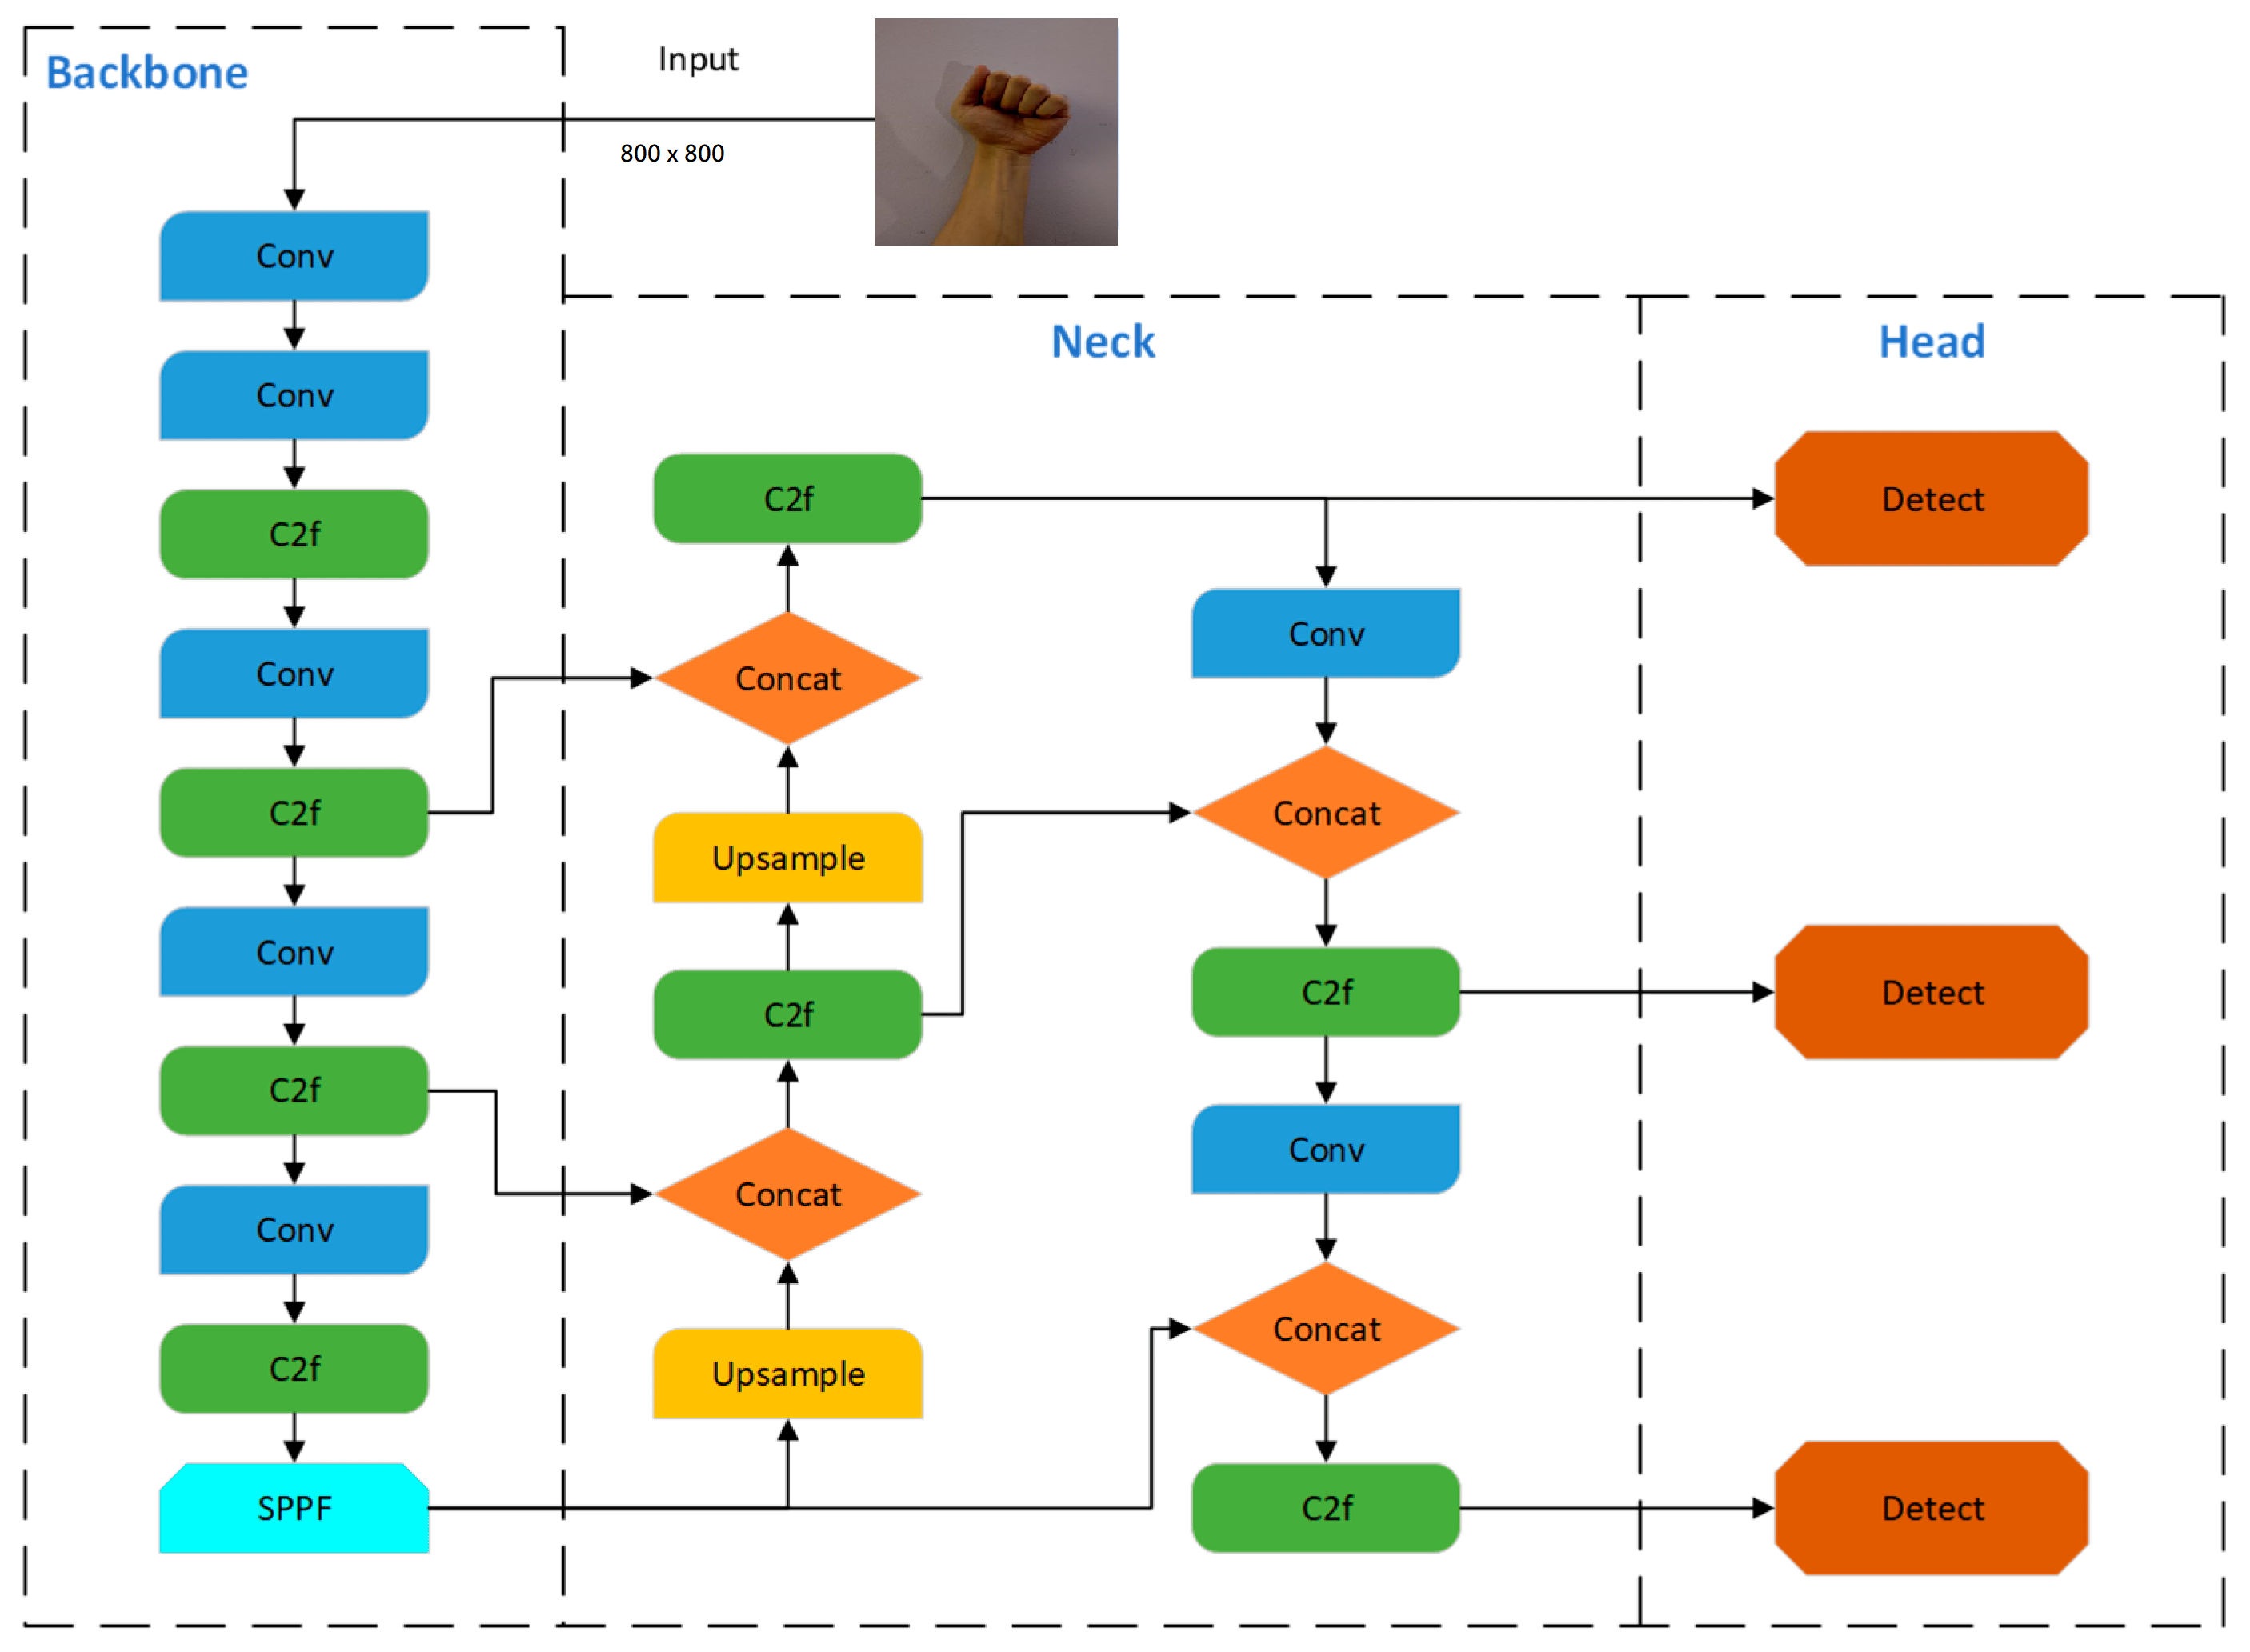 Backbone
Input
800 x 800
Conv
Conv
C2f
Conv
C2f
Conv
C2f
Conv
C2f
SPPF
Neck
C2f
Concat
Upsample
C2f
Concat
Upsample
Conv
Concat
C2f
Conv
Concat
C2f
Head
Detect
Detect
Detect